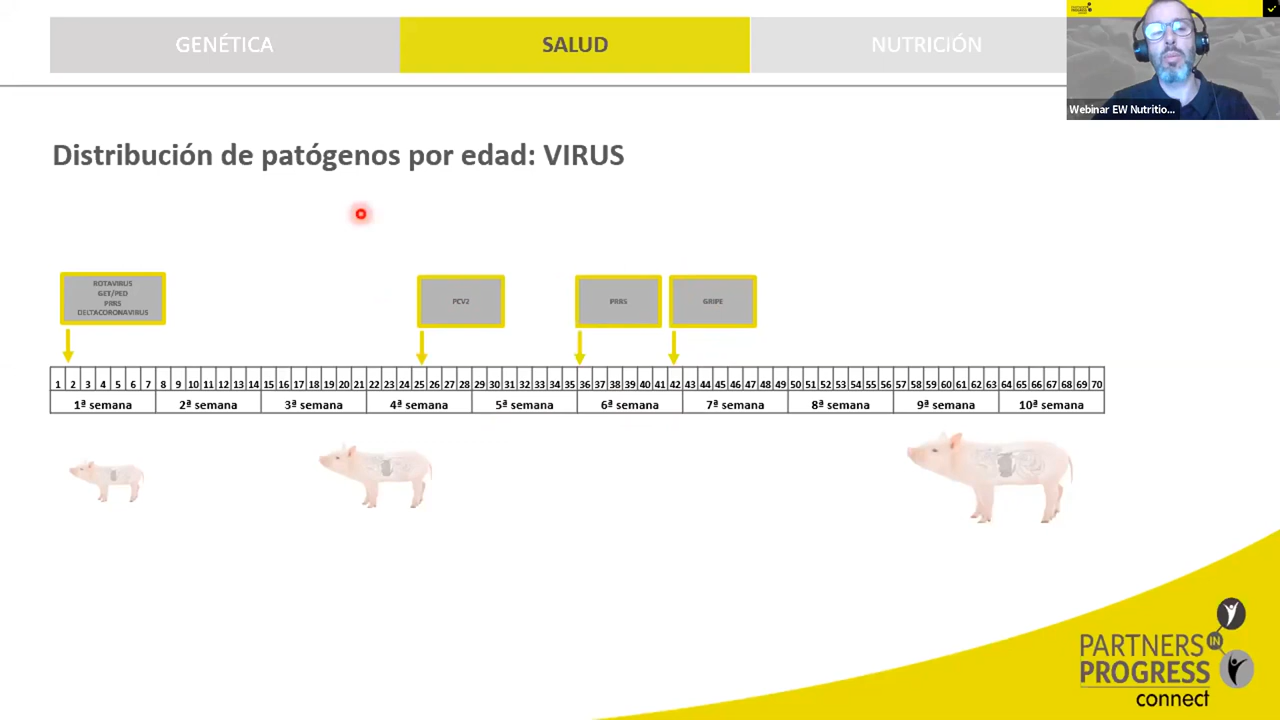 GENÉTICA
SALUD
NUTRICIÓN
Webinar EW Nutritio...
Distribución de patógenos por edad: VIRUS
ROTAVIRUS
GET/PED
PRRS
DELTACORONAVIRUS
PCV2
PRRS
GRIPE
1 2 3 4 5 6 7 8 9 10 11 12 13 14 15 16 17 18 19 20 21 22 23 24 25 26 27 28 29 30 31 32 33 34 35 36 37 38 39 40 41 42 43 44 45 46 47 48 49 50 51 52 53 54 55 56 57 58 59 60 61 62 63 64 65 66 67 68 69 70
1ª semana 2ª semana 3ª semana 4ª semana 5ª semana 6ª semana 7ª semana 8ª semana 9ª semana 10ª semana
PARTNERS IN
PROGRESS
connect